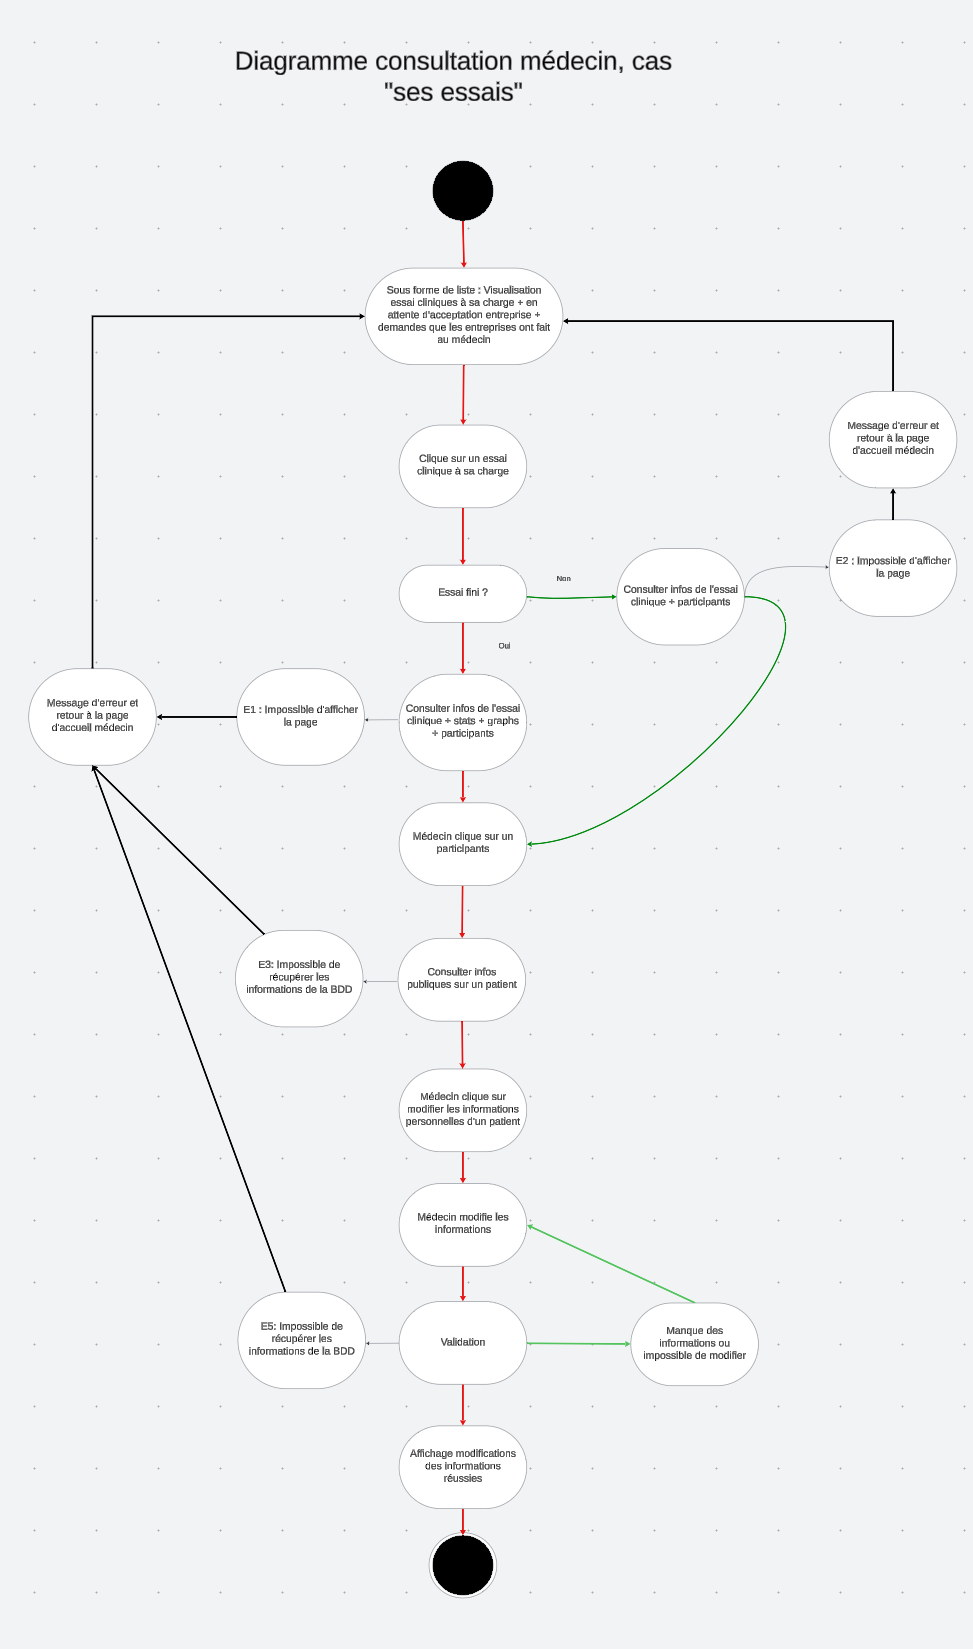 Diagramme consultation médecin, cas
"ses essais"
Sous forme de liste : Visualisation
essai cliniques à sa charge + en
attente d'acceptation entreprise +
demandes que les entreprises ont fait
au médecin
Message d'erreur et
retour à la page
d'accueil médecin
Clique sur un essai
clinique à sa charge
E2 : Impossible d'afficher
la page
Essai fini ?
Non
Consulter infos de l'essai
clinique + participants
Oui
Message d'erreur et
retour à la page
d'accueil médecin
E1 : Impossible d'afficher
la page
Consulter infos de l'essai
clinique + stats + graphs
+ participants
Médecin clique sur un
participants
E3: Impossible de
récupérer les
informations de la BDD
Consulter infos
publiques sur un patient
Médecin clique sur
modifier les informations
personnelles d'un patient
Médecin modifie les
informations
E5: Impossible de
récupérer les
informations de la BDD
Validation
Manque des
informations ou
impossible de modifier
Affichage modifications
des informations
réussies